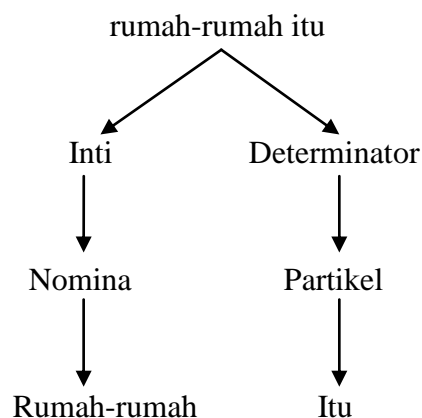 rumah-rumah itu
Inti Determinator
Nomina Partikel
Rumah-rumah Itu